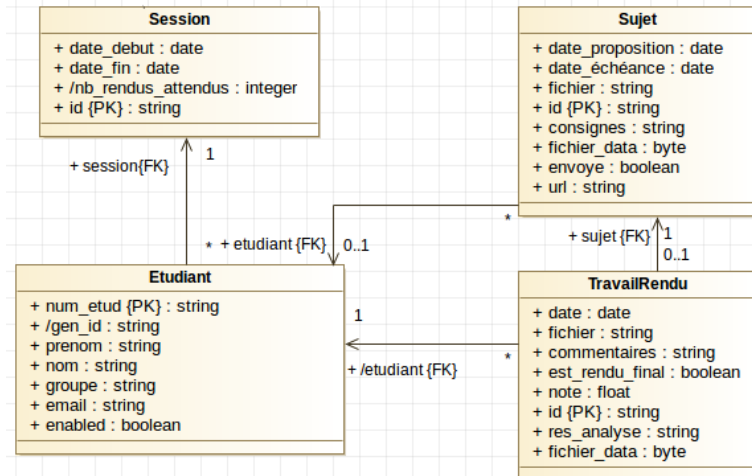 Session
+ date_debut : date
+ date_fin : date
+ /nb_rendus_attendus : integer
+ id {PK} : string
Sujet
+ date_proposition : date
+ date_échéance : date
+ fichier : string
+ id {PK} : string
+ consignes : string
+ fichier_data : byte
+ envoye : boolean
+ url : string
+ session{FK}
1
*
+ etudiant {FK}
0..1
*
+ sujet {FK}
1
0..1
Etudiant
+ num_etud {PK} : string
+ /gen_id : string
+ prenom : string
+ nom : string
+ groupe : string
+ email : string
+ enabled : boolean
1
+ /etudiant {FK}
*
TravailRendu
+ date : date
+ fichier : string
+ commentaires : string
+ est_rendu_final : boolean
+ note : float
+ id {PK} : string
+ res_analyse : string
+ fichier_data : byte